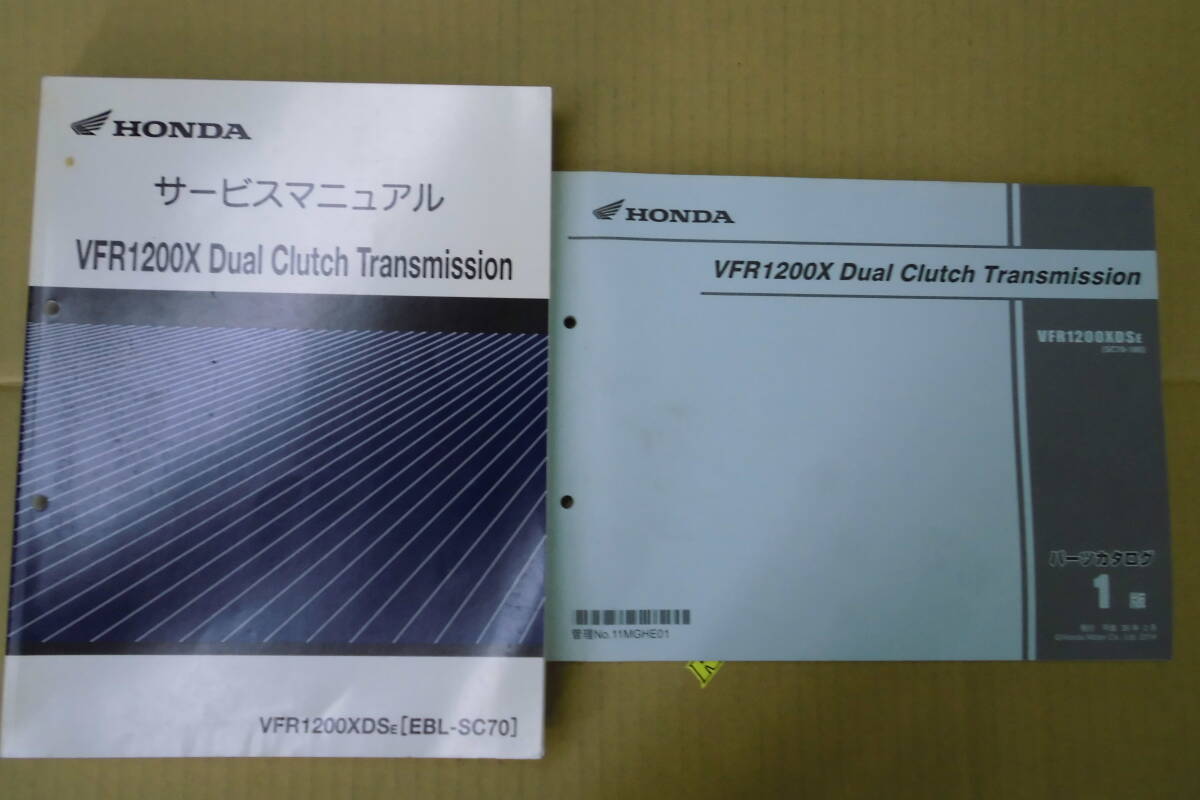 HONDA
サービスマニュアル
VFR1200X Dual Clutch Transmission
VFR1200XDSE [EBL-SC70]
HONDA
VFR1200X Dual Clutch Transmission
VFR1200XDSE
パーツカタログ
1 版
管理No.11MGHE01